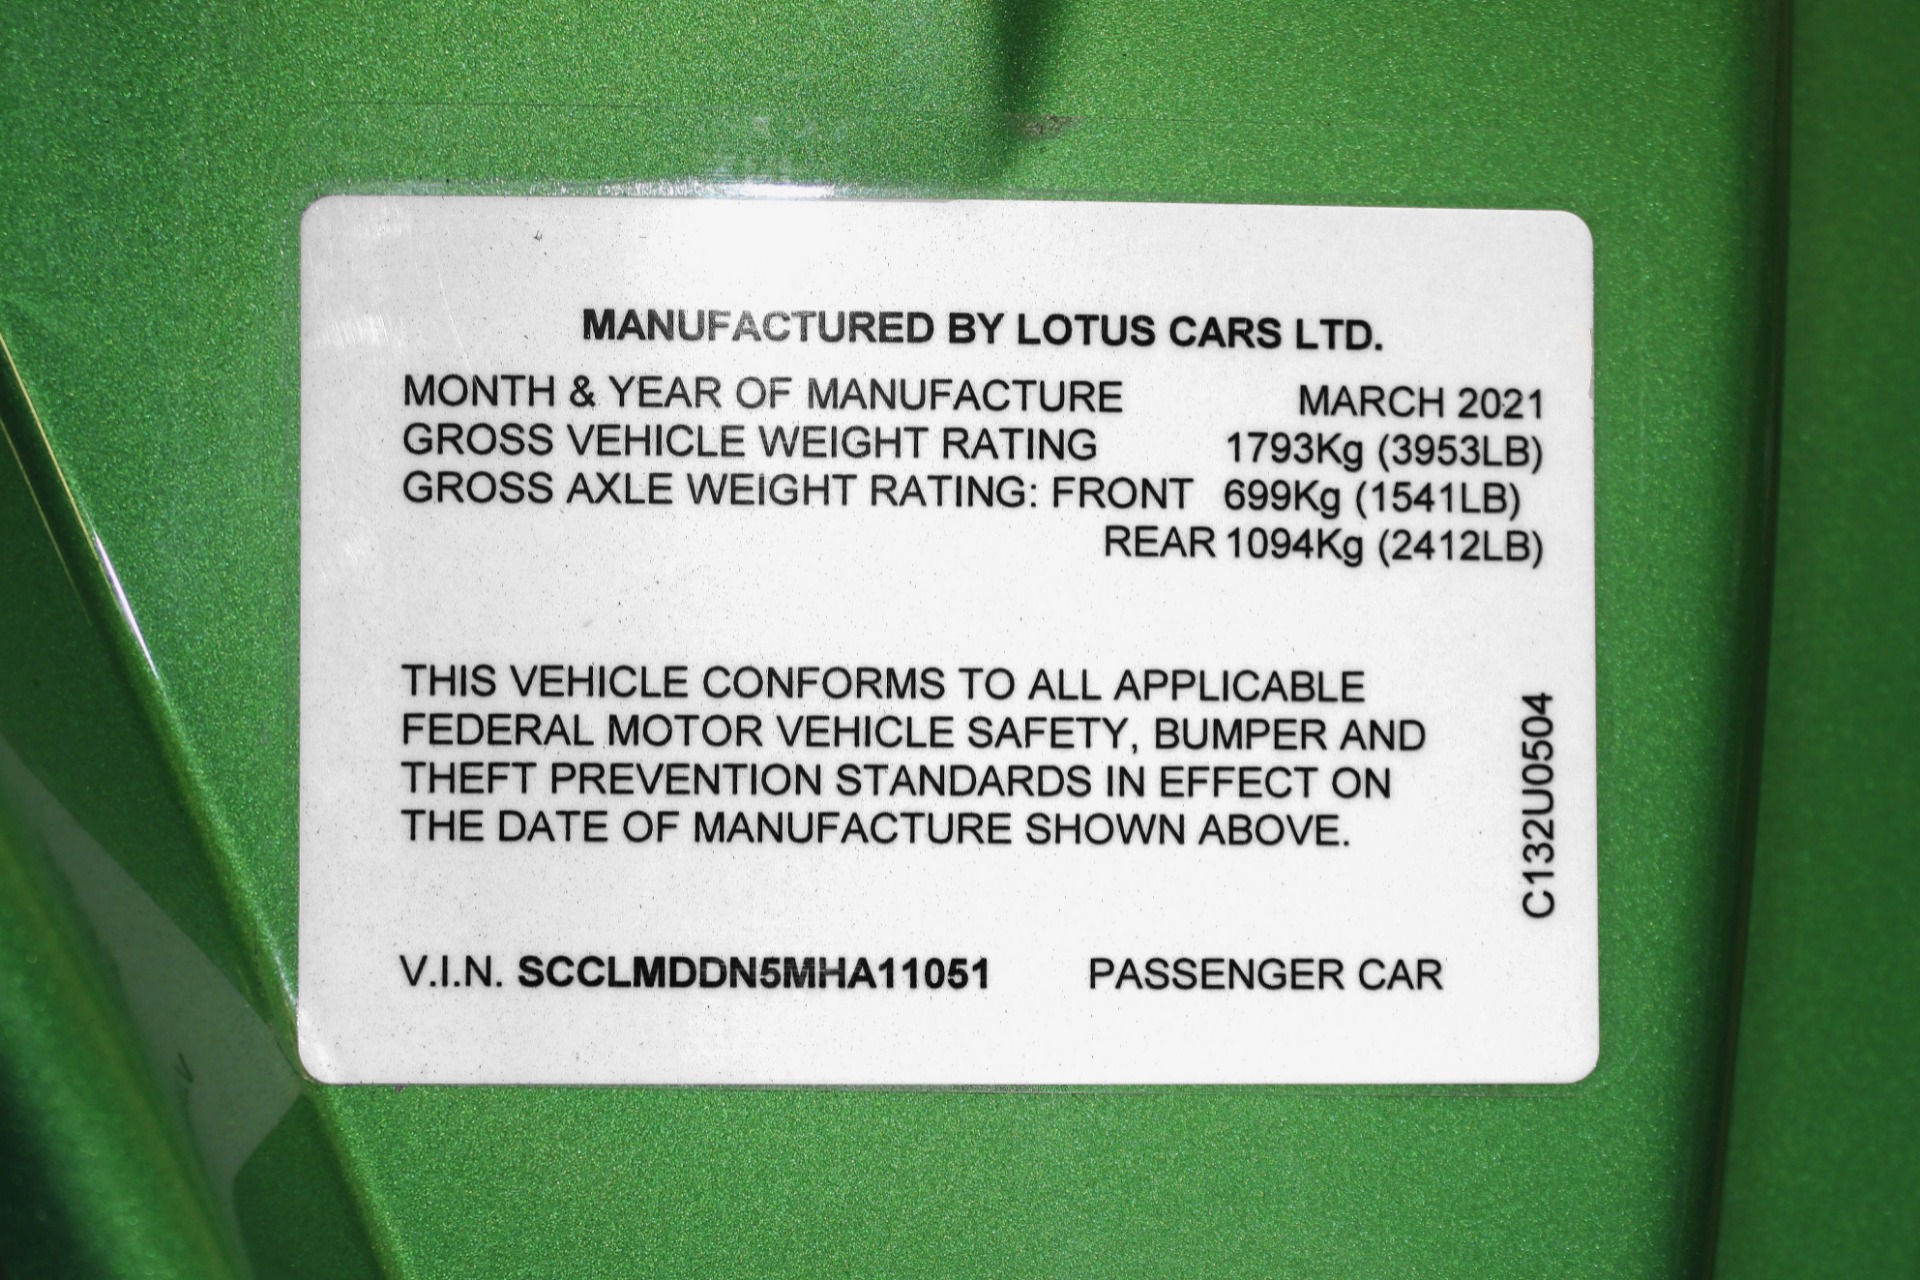 MANUFACTURED BY LOTUS CARS LTD.
MONTH & YEAR OF MANUFACTURE MARCH 2021
GROSS VEHICLE WEIGHT RATING 1793Kg (3953LB)
GROSS AXLE WEIGHT RATING: FRONT 699Kg (1541LB)
REAR 1094Kg (2412LB)
THIS VEHICLE CONFORMS TO ALL APPLICABLE
FEDERAL MOTOR VEHICLE SAFETY, BUMPER AND
THEFT PREVENTION STANDARDS IN EFFECT ON
THE DATE OF MANUFACTURE SHOWN ABOVE.
C132U0504
V.I.N. SCCLMDDN5MHA11051 PASSENGER CAR